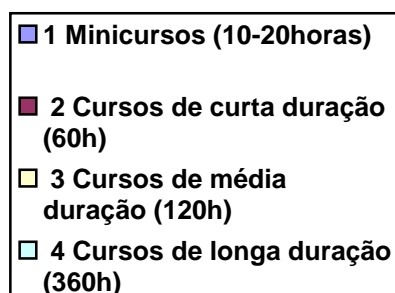 1 Minicursos (10-20horas)
2 Cursos de curta duração
(60h)
3 Cursos de média
duração (120h)
4 Cursos de longa duração
(360h)